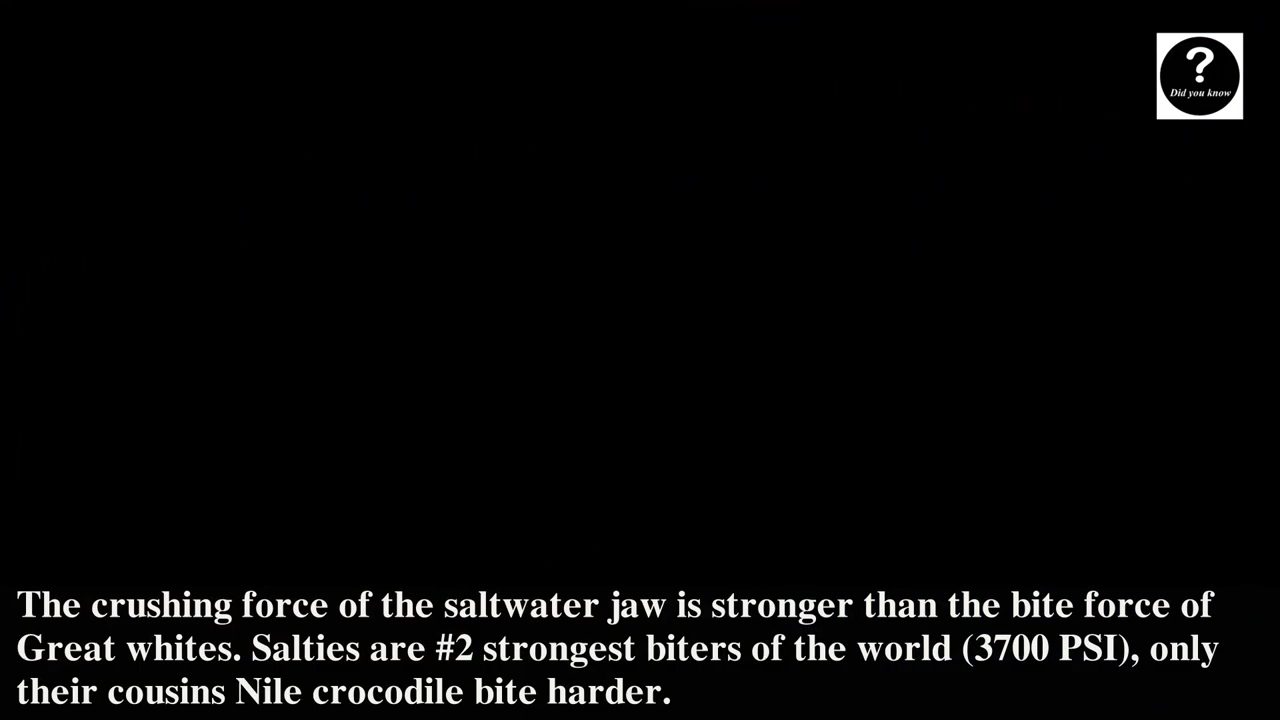 ?
Did you know
The crushing force of the saltwater jaw is stronger than the bite force of
Great whites. Salties are #2 strongest biters of the world (3700 PSI), only
their cousins Nile crocodile bite harder.